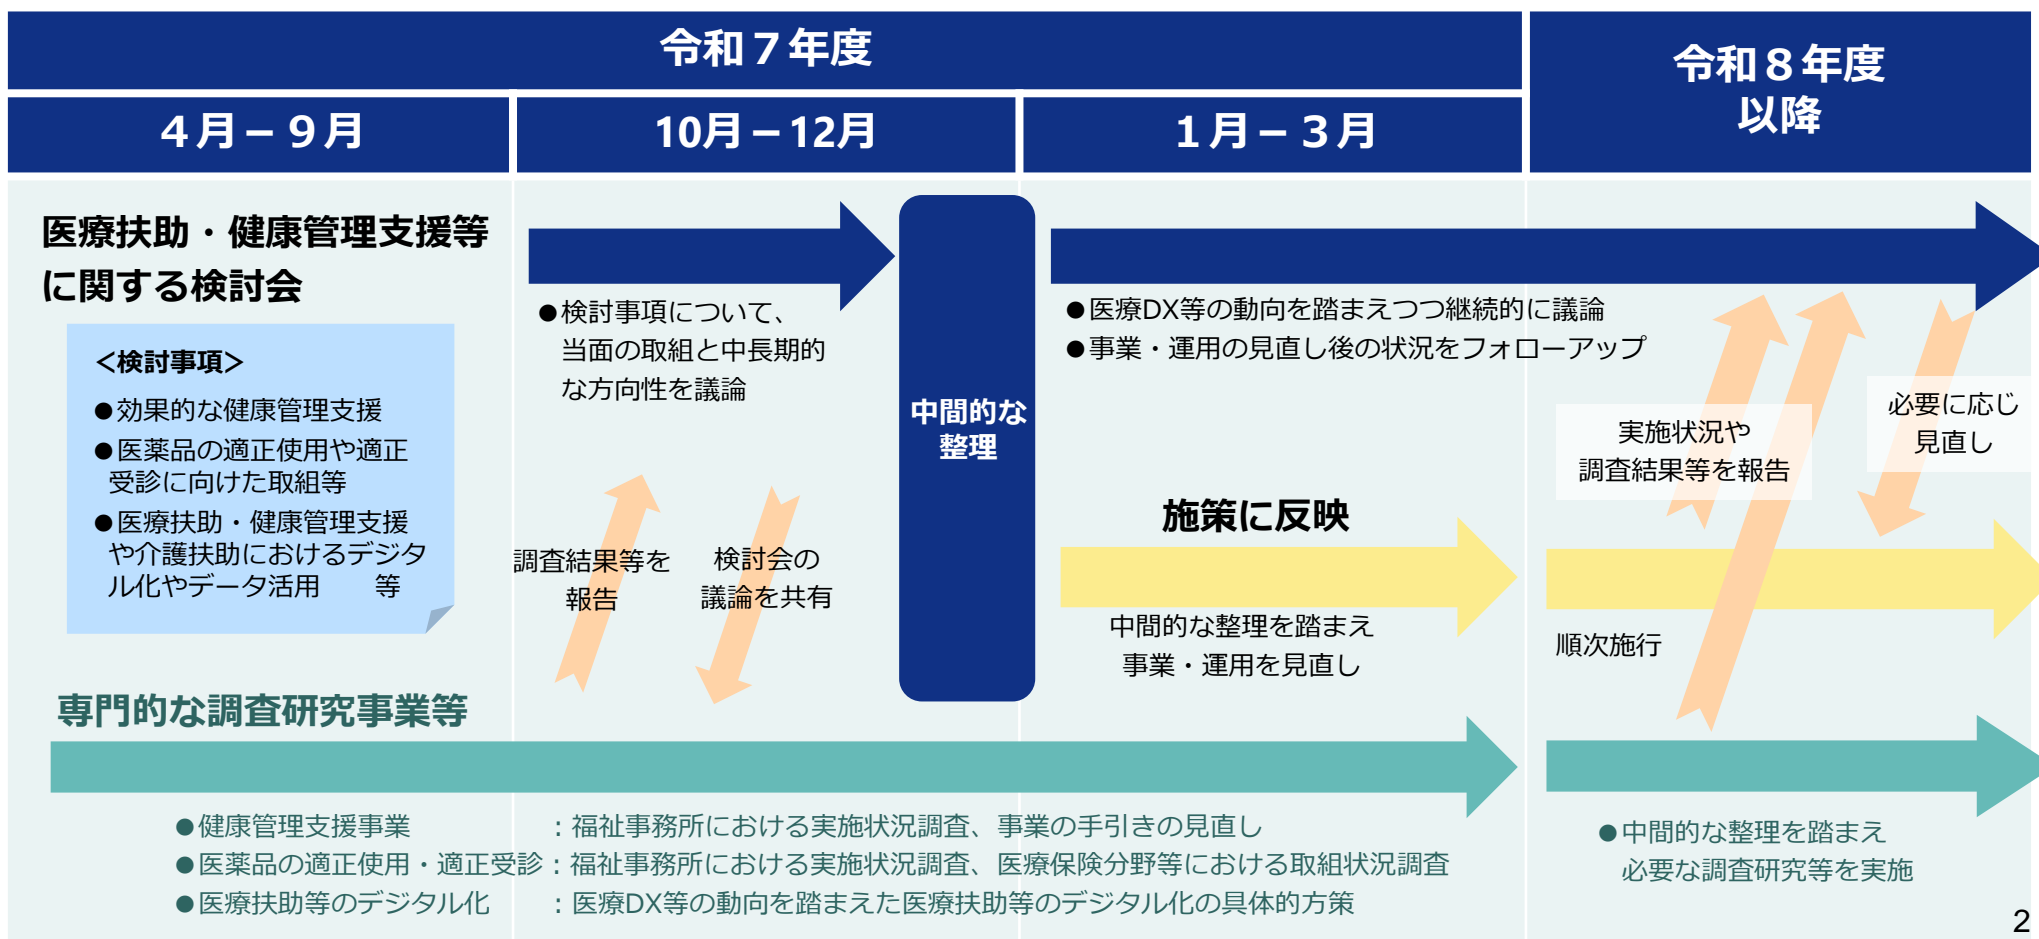 令和７年度
令和８年度
以降
４月－９月
10月－12月
１月－３月
医療扶助・健康管理支援等
に関する検討会
＜検討事項＞
●効果的な健康管理支援
●医薬品の適正使用や適正
受診に向けた取組等
●医療扶助・健康管理支援
や介護扶助におけるデジタ
ル化やデータ活用　　等
●検討事項について、
当面の取組と中長期的
な方向性を議論
調査結果等を
報告
検討会の
議論を共有
中間的な
整理
●医療DX等の動向を踏まえつつ継続的に議論
●事業・運用の見直し後の状況をフォローアップ
実施状況や
調査結果等を報告
必要に応じ
見直し
施策に反映
中間的な整理を踏まえ
事業・運用を見直し
順次施行
専門的な調査研究事業等
●健康管理支援事業　　　　　：福祉事務所における実施状況調査、事業の手引きの見直し
●医薬品の適正使用・適正受診：福祉事務所における実施状況調査、医療保険分野等における取組状況調査
●医療扶助等のデジタル化　　：医療DX等の動向を踏まえた医療扶助等のデジタル化の具体的方策
●中間的な整理を踏まえ
必要な調査研究等を実施
2